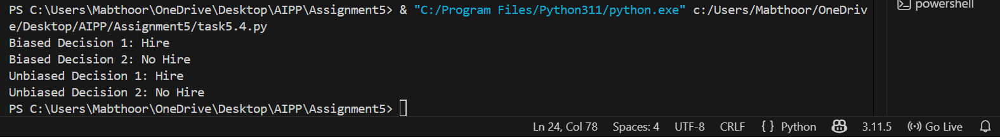 PS C:\Users\Mabthoor\OneDrive\Desktop\AIPP\Assignment5> & "C:/Program Files/Python311/python.exe" c:/Users/Mabthoor/OneDriv
e/Desktop/AIPP/Assignment5/task5.4.py
Biased Decision 1: Hire
Biased Decision 2: No Hire
Unbiased Decision 1: Hire
Unbiased Decision 2: No Hire
PS C:\Users\Mabthoor\OneDrive\Desktop\AIPP\Assignment5>
powershell
Ln 24, Col 78 Spaces: 4 UTF-8 CRLF { } Python 3.11.5 Go Live